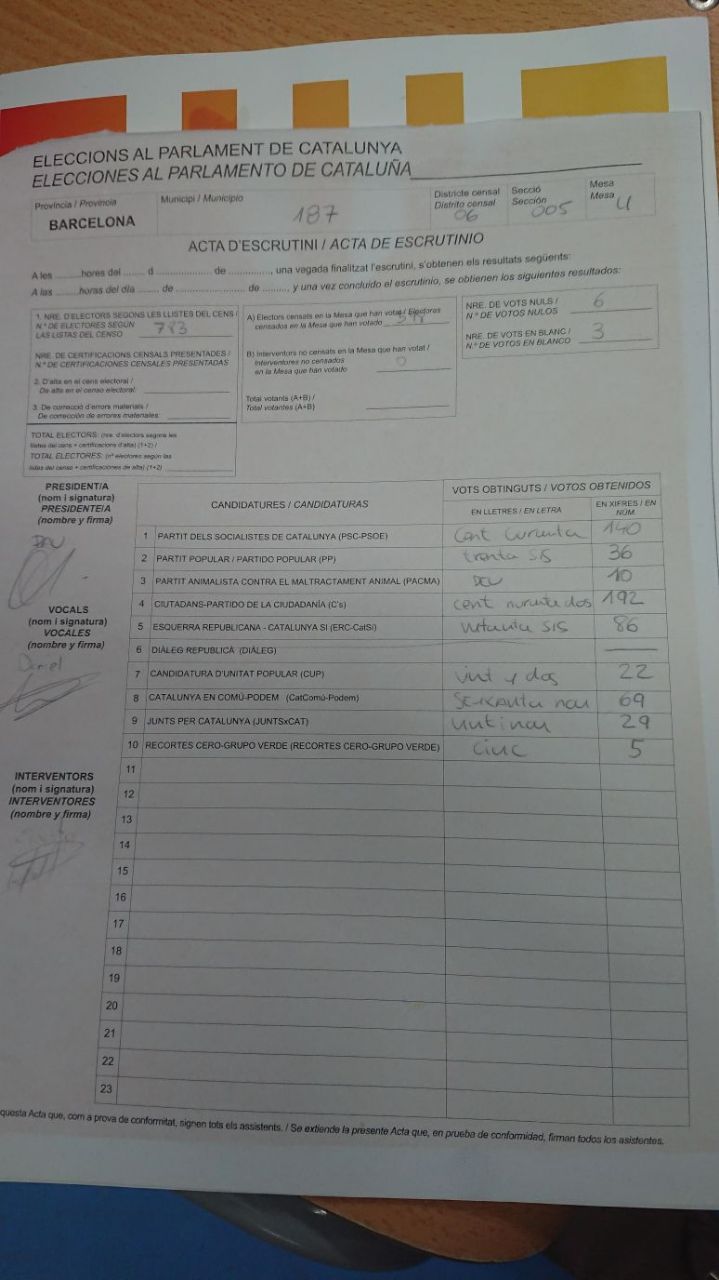 ELECCIONS AL PARLAMENT DE CATALUNYA
ELECCIONES AL PARLAMENTO DE CATALUÑA
Província / Provincia
BARCELONA
Municipi / Municipio
187
Districte censal
Distrito censal
06
Secció
Sección
005
Mesa
Mesa
U
ACTA D'ESCRUTINI / ACTA DE ESCRUTINIO
A les ........hores del ...... d .................. de ............., una vegada finalitzat l'escrutini, s'obtenen els resultats següents:
A las ........horas del día ...... de .................. de ............, y una vez concluido el escrutinio, se obtienen los siguientes resultados:
1. NRE. D'ELECTORS SEGONS LES LLISTES DEL CENS /
N.º DE ELECTORES SEGÚN
LAS LISTAS DEL CENSO 783
NRE. DE CERTIFICACIONS CENSALS PRESENTADES /
N.º DE CERTIFICACIONES CENSALES PRESENTADAS
2. D'alta en el cens electoral /
De alta en el censo electoral:
3. De correcció d'errors materials /
De corrección de errores materiales:
TOTAL ELECTORS: (nre. d'electors segons les
llistes del cens + certificacions d'alta) (1+2) /
TOTAL ELECTORES: (nº electores según las
listas del censo + certificaciones de alta) (1+2)
A) Electors censats en la Mesa que han votat / Electores
censados en la Mesa que han votado
B) Interventors no censats en la Mesa que han votat /
Interventores no censados
en la Mesa que han votado 0
Total votants (A+B) /
Total votantes (A+B)
NRE. DE VOTS NULS /
N.º DE VOTOS NULOS 6
NRE. DE VOTS EN BLANC /
N.º DE VOTOS EN BLANCO 3
PRESIDENT/A
(nom i signatura)
PRESIDENTE/A
(nombre y firma)
VOCALS
(nom i signatura)
VOCALES
(nombre y firma)
Daniel
INTERVENTORS
(nom i signatura)
INTERVENTORES
(nombre y firma)
CANDIDATURES / CANDIDATURAS
VOTS OBTINGUTS / VOTOS OBTENIDOS
EN LLETRES / EN LETRA
EN XIFRES / EN NÚM.
1 PARTIT DELS SOCIALISTES DE CATALUNYA (PSC-PSOE) Cent Curanta 140
2 PARTIT POPULAR / PARTIDO POPULAR (PP) trenta sis 36
3 PARTIT ANIMALISTA CONTRA EL MALTRACTAMENT ANIMAL (PACMA) DEU 10
4 CIUTADANS-PARTIDO DE LA CIUDADANÍA (C's) cent nuranta dos 192
5 ESQUERRA REPUBLICANA - CATALUNYA SI (ERC-CatSi) vuitanta sis 86
6 DIÀLEG REPUBLICÀ (DIÀLEG)
7 CANDIDATURA D'UNITAT POPULAR (CUP) vint y dos 22
8 CATALUNYA EN COMÚ-PODEM (CatComú-Podem) Seixanta nou 69
9 JUNTS PER CATALUNYA (JUNTSxCAT) vintinou 29
10 RECORTES CERO-GRUPO VERDE (RECORTES CERO-GRUPO VERDE) cinc 5
11
12
13
14
15
16
17
18
19
20
21
22
23
questa Acta que, com a prova de conformitat, signen tots els assistents. / Se extiende la presente Acta que, en prueba de conformidad, firman todos los asistentes.